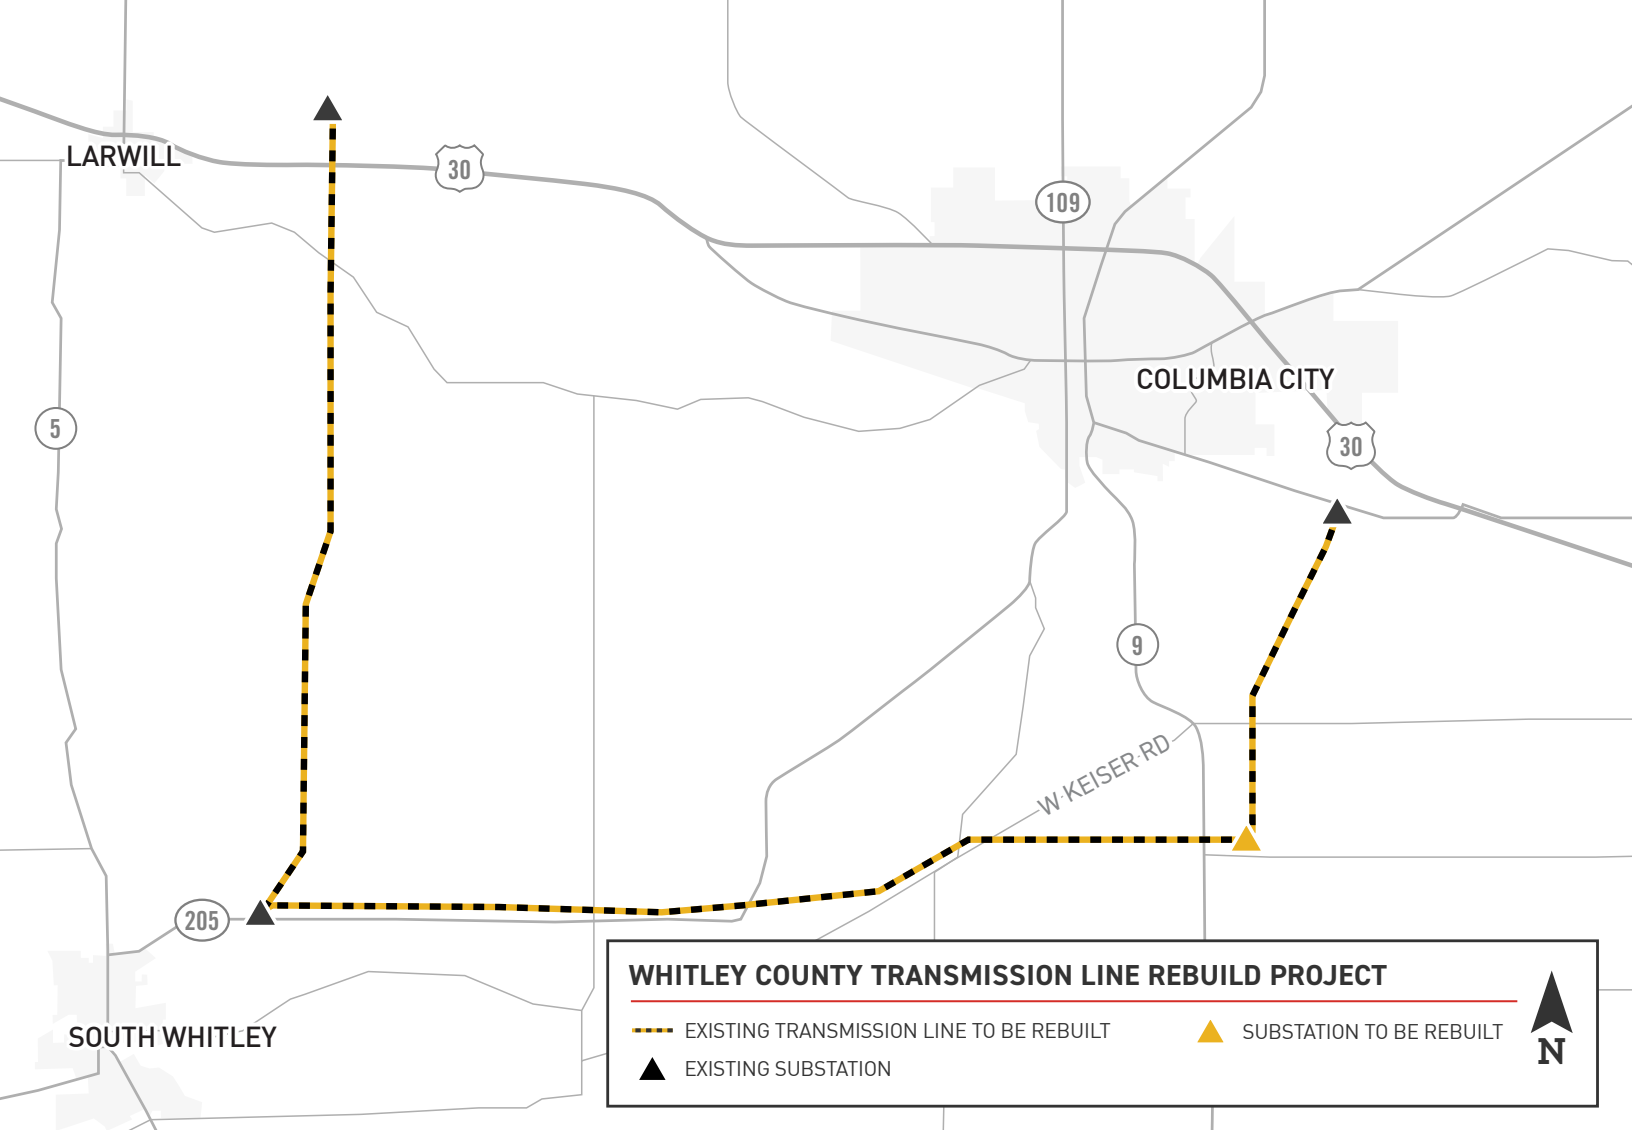 LARWILL
30
109
COLUMBIA CITY
5
30
9
W KEISER RD
205
SOUTH WHITLEY
WHITLEY COUNTY TRANSMISSION LINE REBUILD PROJECT
EXISTING TRANSMISSION LINE TO BE REBUILT
SUBSTATION TO BE REBUILT
EXISTING SUBSTATION
N